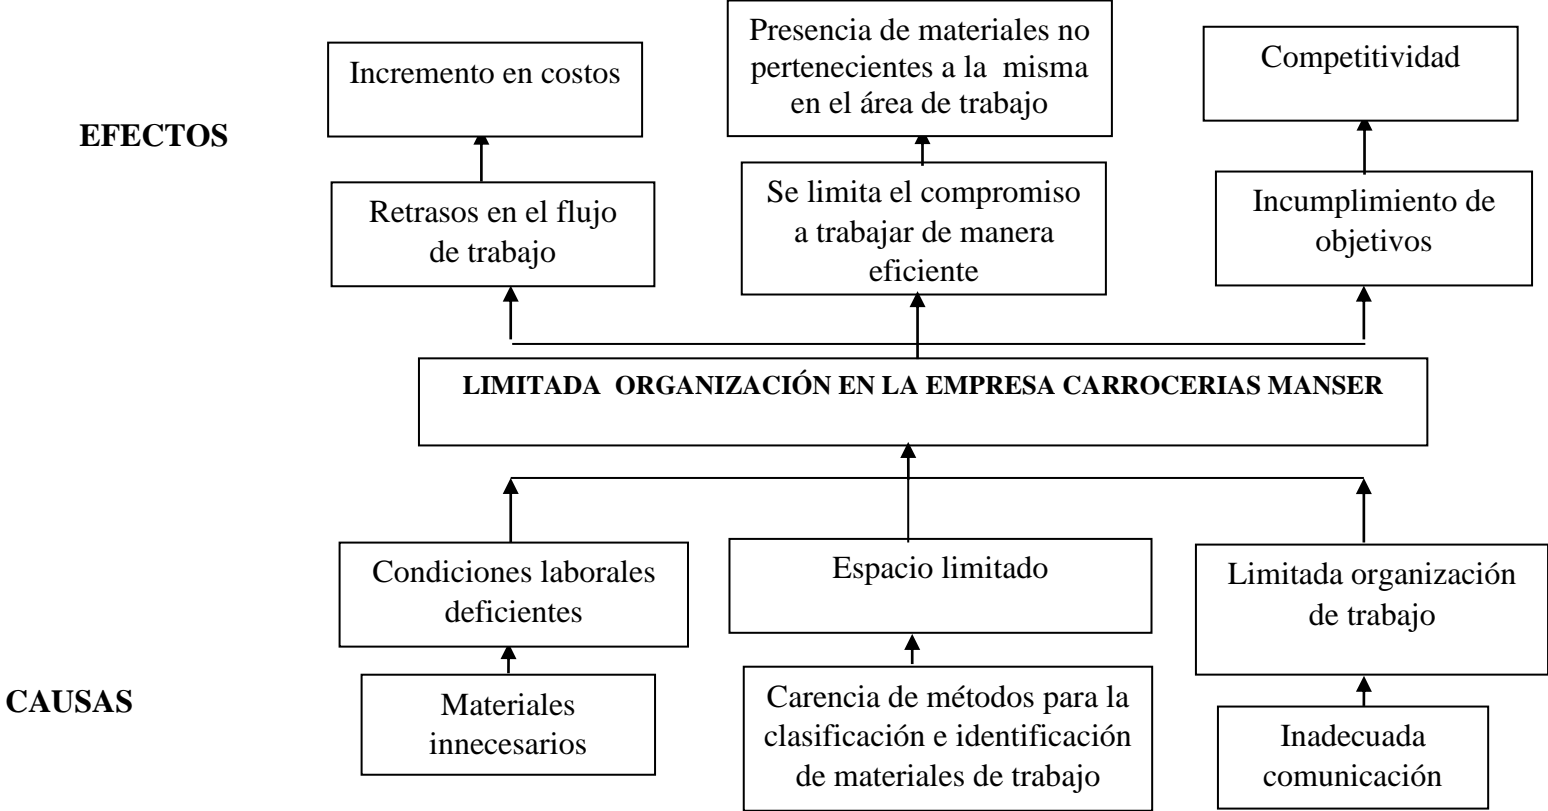 Incremento en costos
Presencia de materiales no
pertenecientes a la misma
en el área de trabajo
Competitividad
EFECTOS
Retrasos en el flujo
de trabajo
Se limita el compromiso
a trabajar de manera
eficiente
Incumplimiento de
objetivos
LIMITADA ORGANIZACIÓN EN LA EMPRESA CARROCERIAS MANSER
Condiciones laborales
deficientes
Espacio limitado
Limitada organización
de trabajo
CAUSAS
Materiales
innecesarios
Carencia de métodos para la
clasificación e identificación
de materiales de trabajo
Inadecuada
comunicación